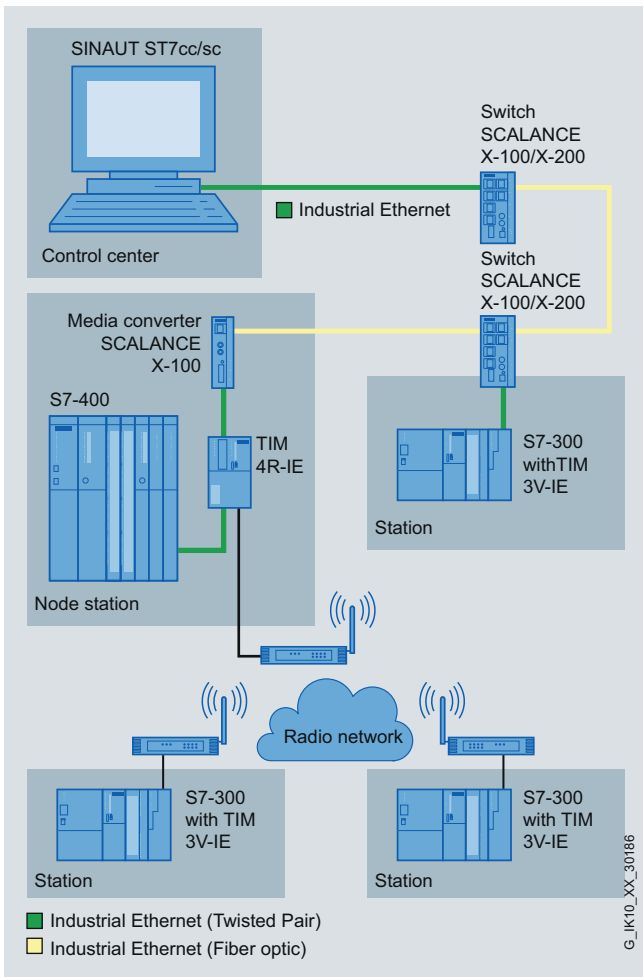 SINAUT ST7cc/sc
Control center
Industrial Ethernet
Switch
SCALANCE
X-100/X-200
Switch
SCALANCE
X-100/X-200
Media converter
SCALANCE
X-100
S7-400
TIM
4R-IE
Node station
S7-300
withTIM
3V-IE
Station
Radio network
S7-300
with TIM
3V-IE
Station
S7-300
with TIM
3V-IE
Station
Industrial Ethernet (Twisted Pair)
Industrial Ethernet (Fiber optic)
G_IK10_XX_30186